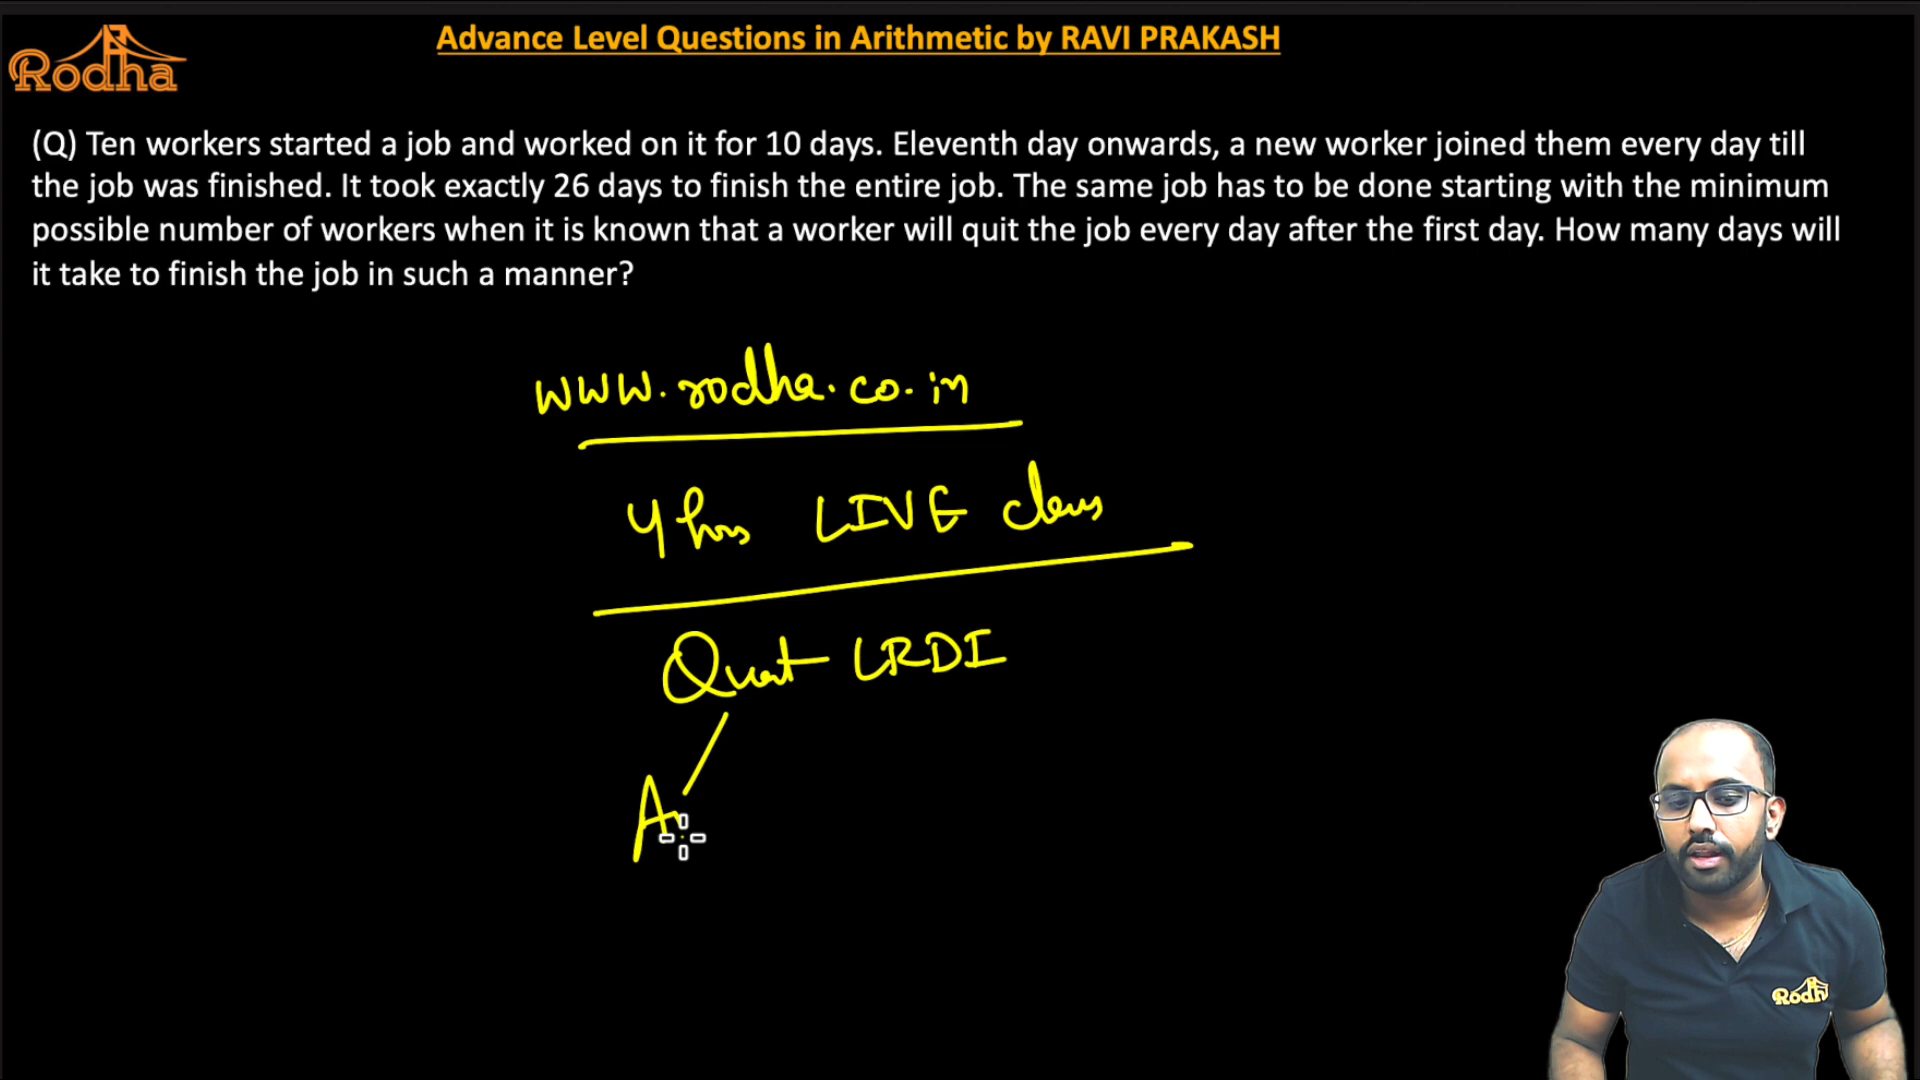 Advance Level Questions in Arithmetic by RAVI PRAKASH
Rodha
(Q) Ten workers started a job and worked on it for 10 days. Eleventh day onwards, a new worker joined them every day till
the job was finished. It took exactly 26 days to finish the entire job. The same job has to be done starting with the minimum
possible number of workers when it is known that a worker will quit the job every day after the first day. How many days will
it take to finish the job in such a manner?
www.rodha.co.in
4 hrs LIVE class
Quant LRDI
A
Rodha